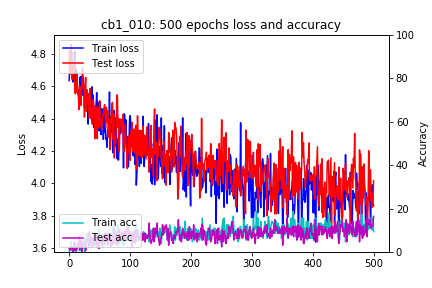 cb1_010: 500 epochs loss and accuracy
Train loss
Test loss
Train acc
Test acc
Loss
Accuracy
4.8
4.6
4.4
4.2
4.0
3.8
3.6
100
80
60
40
20
0
0 100 200 300 400 500